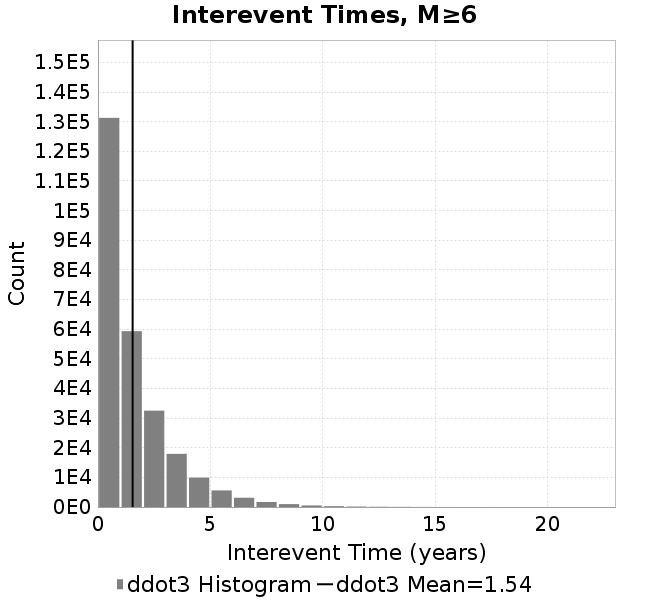 Interevent Times, M≥6
1.5E5
1.4E5
1.3E5
1.2E5
1.1E5
1E5
9E4
8E4
7E4
6E4
5E4
4E4
3E4
2E4
1E4
0E0
Count
0 5 10 15 20
Interevent Time (years)
ddot3 Histogram ddot3 Mean=1.54